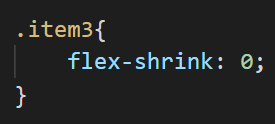 .item3{
    flex-shrink: 0;
}